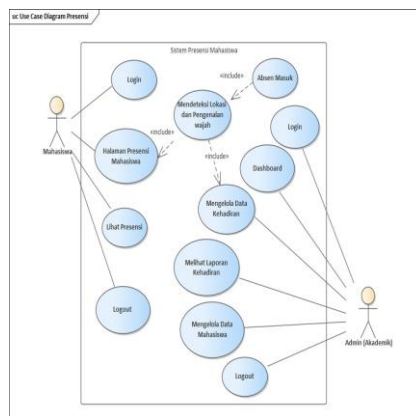 uc Use Case Diagram Presensi
Sistem Presensi Mahasiswa
Login
Absen Masuk
«include»
Mendeteksi Lokasi
dan Pengenalan
wajah
«include»
Login
Mahasiswa
Halaman Presensi
Mahasiswa
«include»
Dashboard
Mengelola Data
Kehadiran
Lihat Presensi
Melihat Laporan
Kehadiran
Logout
Mengelola Data
Mahasiswa
Admin (Akademik)
Logout